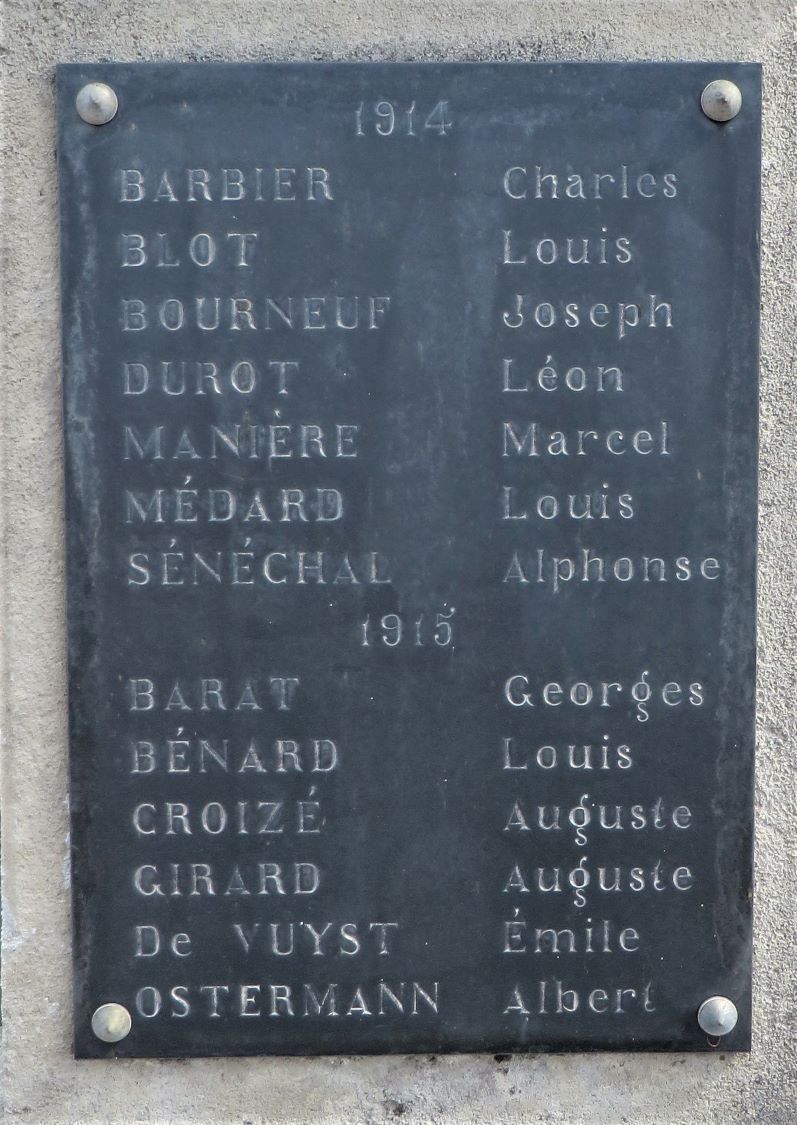 1914
BARBIER Charles
BLOT Louis
BOURNEUF Joseph
DUROT Léon
MANIÈRE Marcel
MÉDARD Louis
SÉNÉCHAL Alphonse
1915
BARAT Georges
BÉNARD Louis
CROIZÉ Auguste
GIRARD Auguste
De VUYST Émile
OSTERMANN Albert